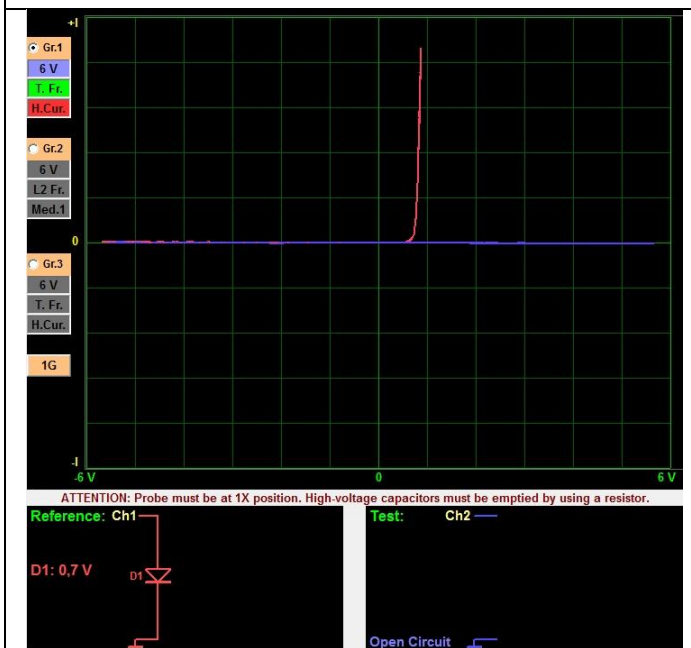 +I
Gr.1
6 V
T. Fr.
H.Cur.
Gr.2
6 V
L2 Fr.
Med.1
0
Gr.3
6 V
T. Fr.
H.Cur.
1G
-I
-6 V 0 6 V
ATTENTION: Probe must be at 1X position. High-voltage capacitors must be emptied by using a resistor.
Reference: Ch1
D1: 0,7 V
D1
Test: Ch2
Open Circuit